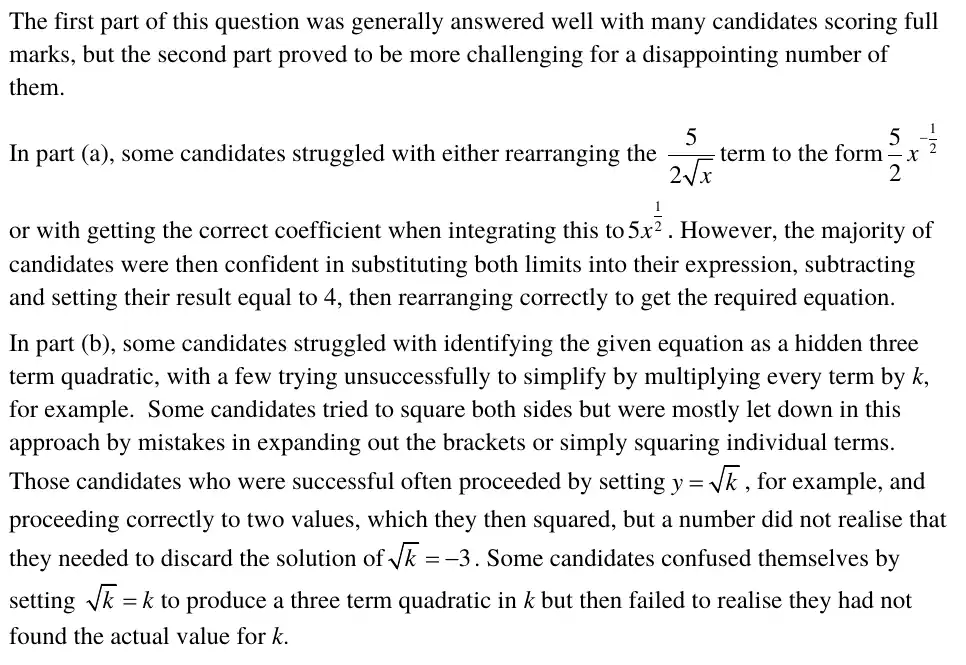 The first part of this question was generally answered well with many candidates scoring full
marks, but the second part proved to be more challenging for a disappointing number of
them.
In part (a), some candidates struggled with either rearranging the $\frac{5}{2\sqrt{x}}$ term to the form $\frac{5}{2}x^{-\frac{1}{2}}$
or with getting the correct coefficient when integrating this to $5x^{\frac{1}{2}}$. However, the majority of
candidates were then confident in substituting both limits into their expression, subtracting
and setting their result equal to 4, then rearranging correctly to get the required equation.
In part (b), some candidates struggled with identifying the given equation as a hidden three
term quadratic, with a few trying unsuccessfully to simplify by multiplying every term by k,
for example. Some candidates tried to square both sides but were mostly let down in this
approach by mistakes in expanding out the brackets or simply squaring individual terms.
Those candidates who were successful often proceeded by setting $y = \sqrt{k}$, for example, and
proceeding correctly to two values, which they then squared, but a number did not realise that
they needed to discard the solution of $\sqrt{k} = -3$. Some candidates confused themselves by
setting $\sqrt{k} = k$ to produce a three term quadratic in k but then failed to realise they had not
found the actual value for k.